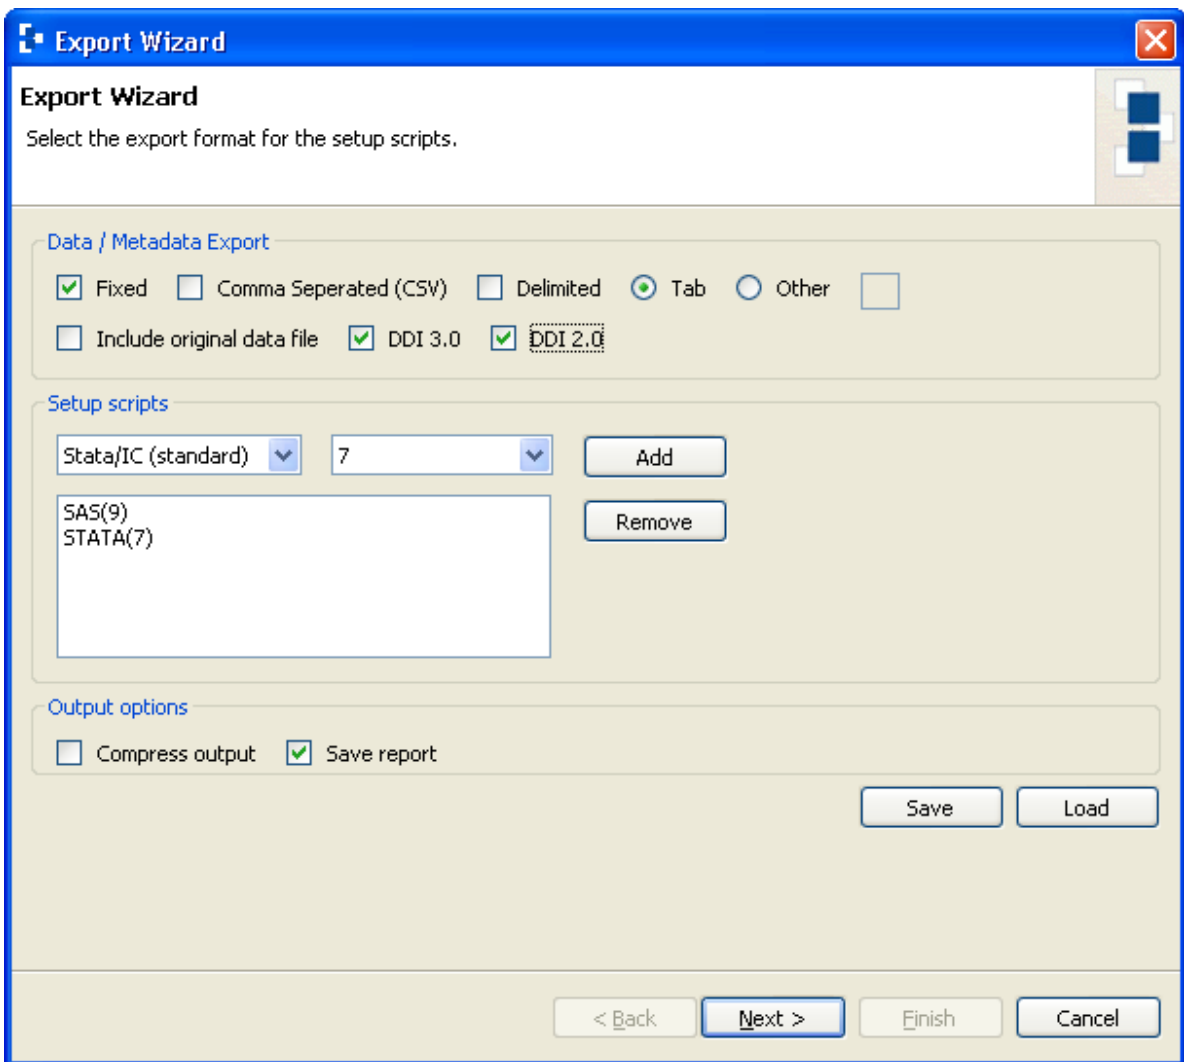 Export Wizard
Export Wizard
Select the export format for the setup scripts.
Data / Metadata Export
Fixed Comma Seperated (CSV) Delimited Tab Other
Include original data file DDI 3.0 DDI 2.0
Setup scripts
Stata/IC (standard) 7 Add
SAS(9)
Remove
STATA(7)
Output options
Compress output Save report
Save Load
< Back Next > Finish Cancel